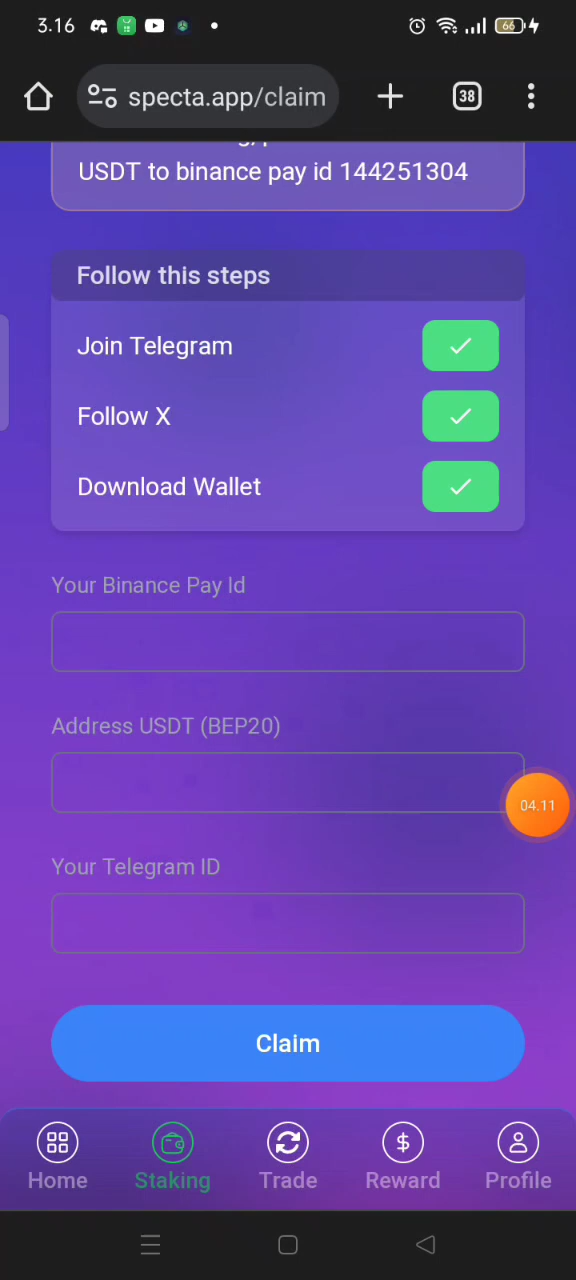 3.16
66
specta.app/claim
38
USDT to binance pay id 144251304
Follow this steps
Join Telegram
Follow X
Download Wallet
Your Binance Pay Id
Address USDT (BEP20)
04.11
Your Telegram ID
Claim
Home
Staking
Trade
Reward
Profile